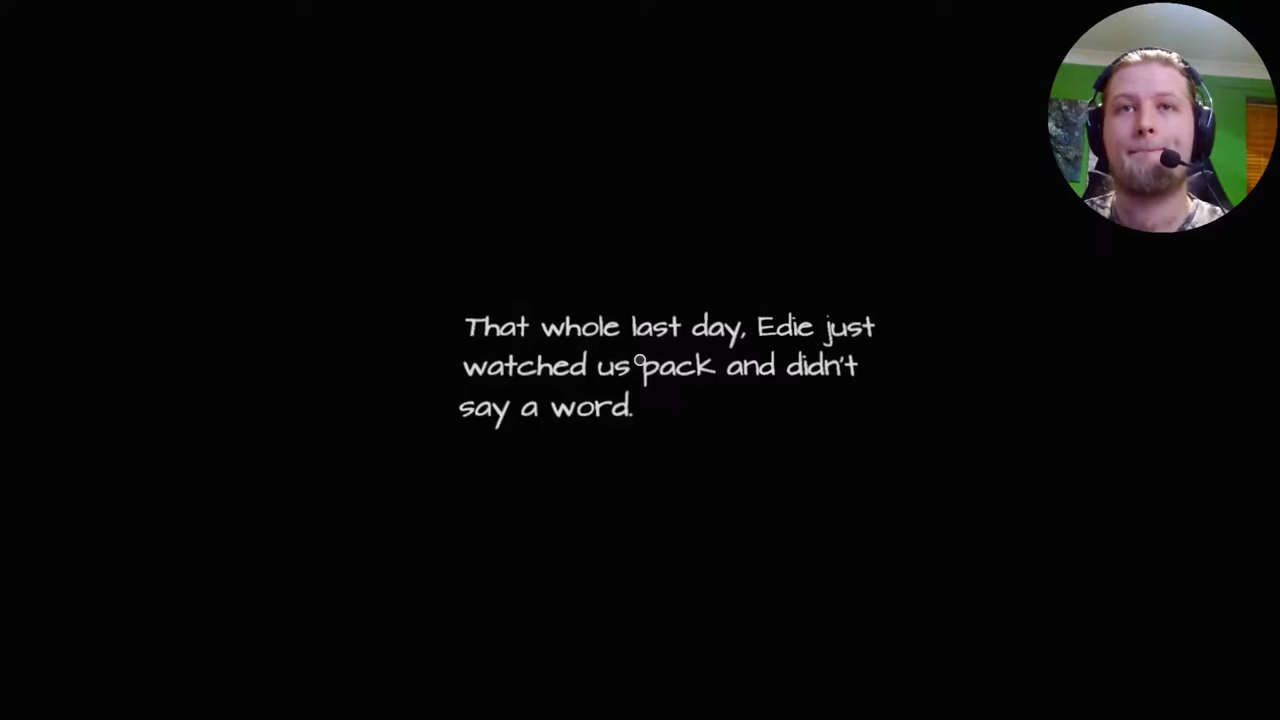 That whole last day, Edie just
watched us pack and didn't
say a word.